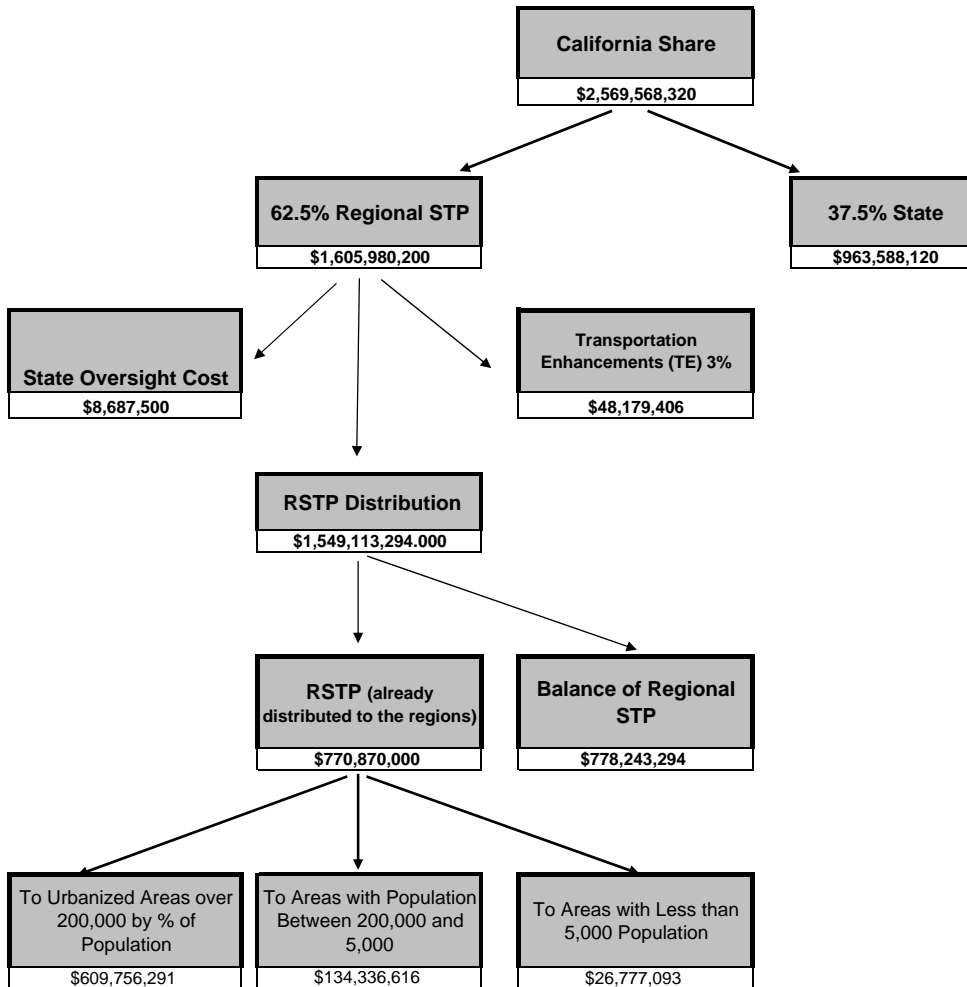 California Share
$2,569,568,320
62.5% Regional STP
$1,605,980,200
37.5% State
$963,588,120
State Oversight Cost
$8,687,500
Transportation
Enhancements (TE) 3%
$48,179,406
RSTP Distribution
$1,549,113,294.000
RSTP (already
distributed to the regions)
$770,870,000
Balance of Regional
STP
$778,243,294
To Urbanized Areas over
200,000 by % of
Population
$609,756,291
To Areas with Population
Between 200,000 and
5,000
$134,336,616
To Areas with Less than
5,000 Population
$26,777,093